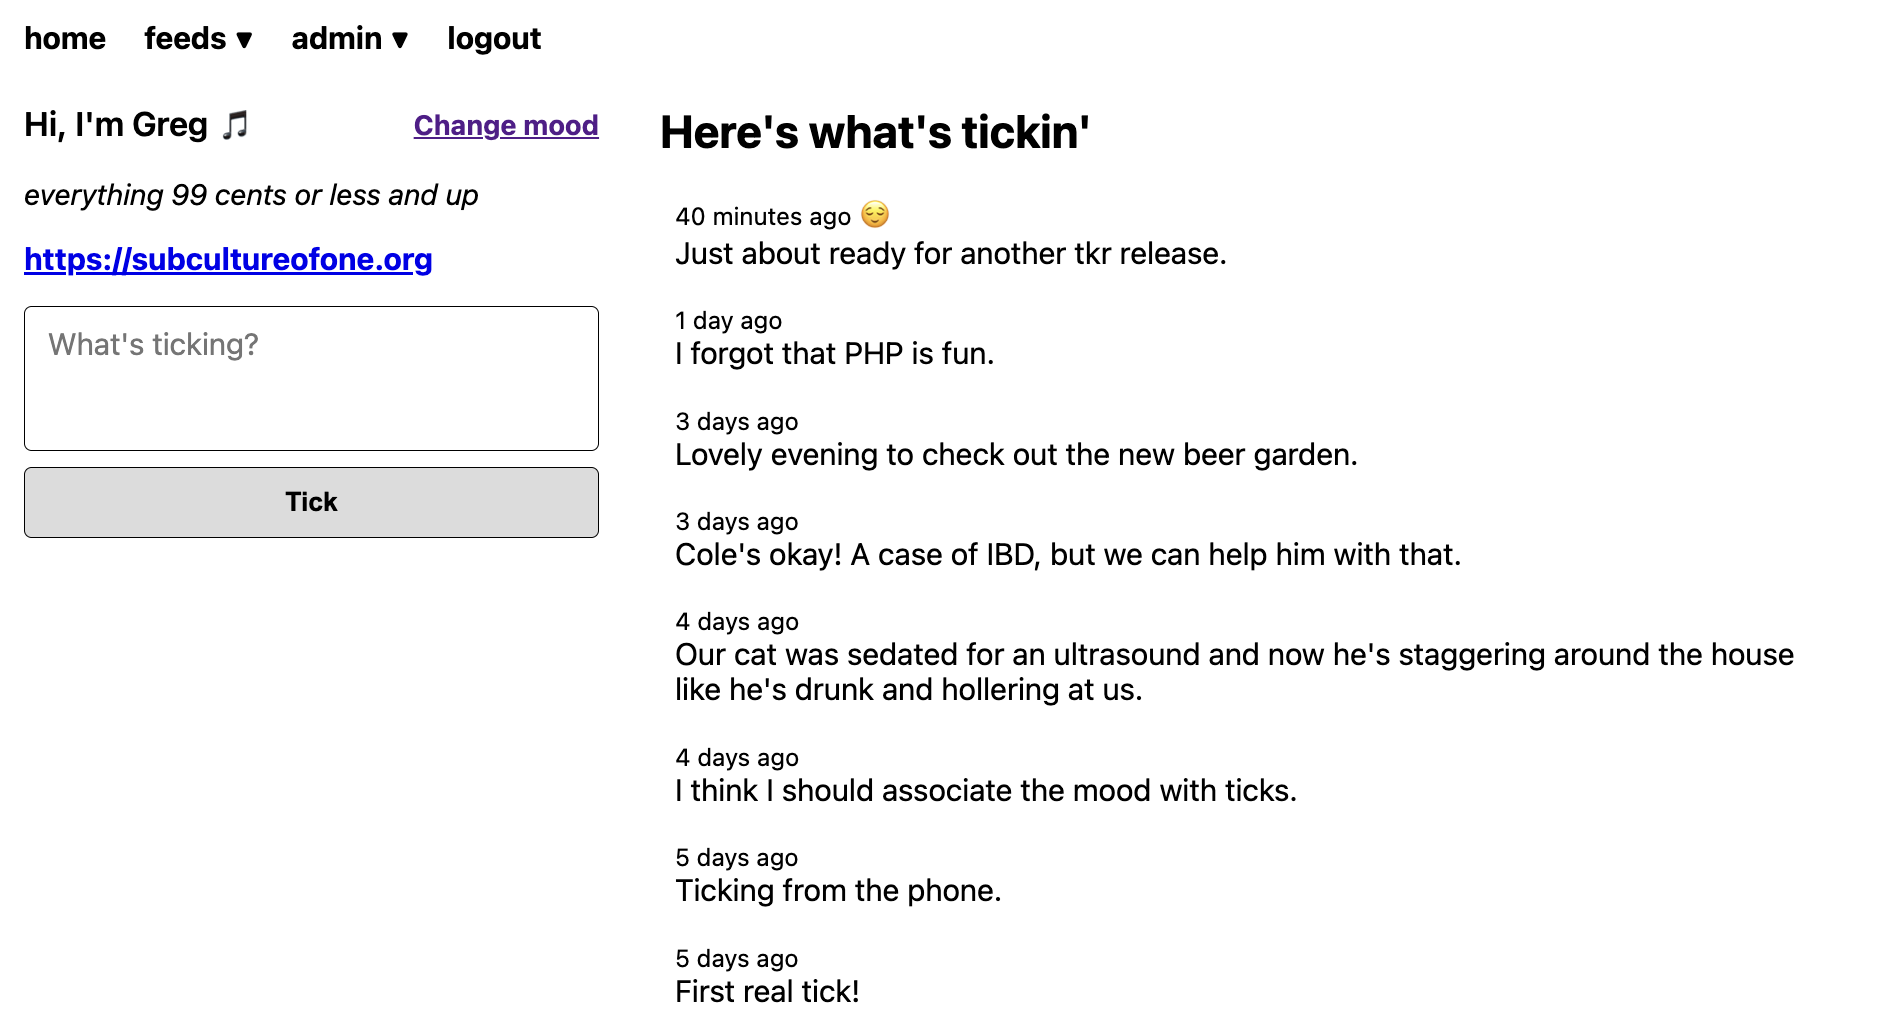 home feeds ▼ admin ▼ logout
Hi, I'm Greg 🎵 Change mood
everything 99 cents or less and up
https://subcultureofone.org
What's ticking?
Tick
Here's what's tickin'
40 minutes ago 😌
Just about ready for another tkr release.
1 day ago
I forgot that PHP is fun.
3 days ago
Lovely evening to check out the new beer garden.
3 days ago
Cole's okay! A case of IBD, but we can help him with that.
4 days ago
Our cat was sedated for an ultrasound and now he's staggering around the house
like he's drunk and hollering at us.
4 days ago
I think I should associate the mood with ticks.
5 days ago
Ticking from the phone.
5 days ago
First real tick!